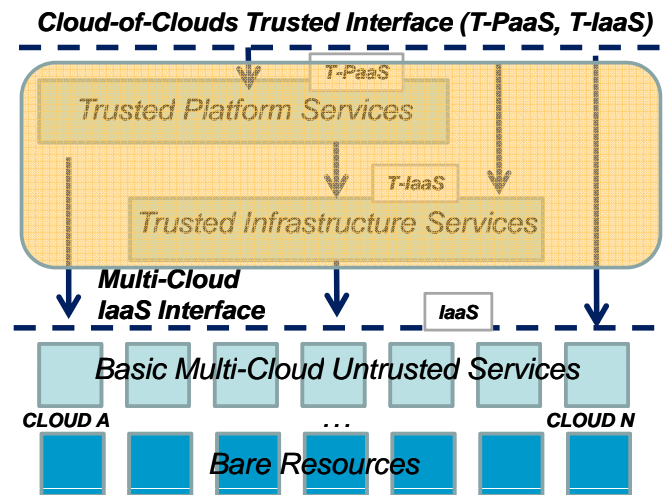 Cloud-of-Clouds Trusted Interface (T-PaaS, T-IaaS)
T-PaaS
Trusted Platform Services
T-IaaS
Trusted Infrastructure Services
Multi-Cloud
IaaS Interface
IaaS
Basic Multi-Cloud Untrusted Services
CLOUD A
...
CLOUD N
Bare Resources